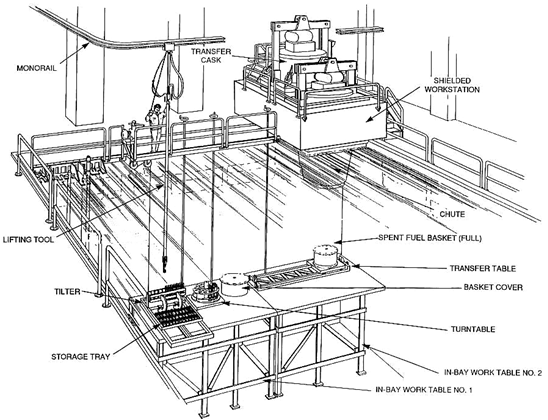 MONORAIL
TRANSFER
CASK
SHIELDED
WORKSTATION
CHUTE
LIFTING TOOL
SPENT FUEL BASKET (FULL)
TRANSFER TABLE
TILTER
BASKET COVER
TURNTABLE
STORAGE TRAY
IN-BAY WORK TABLE NO. 2
IN-BAY WORK TABLE NO. 1